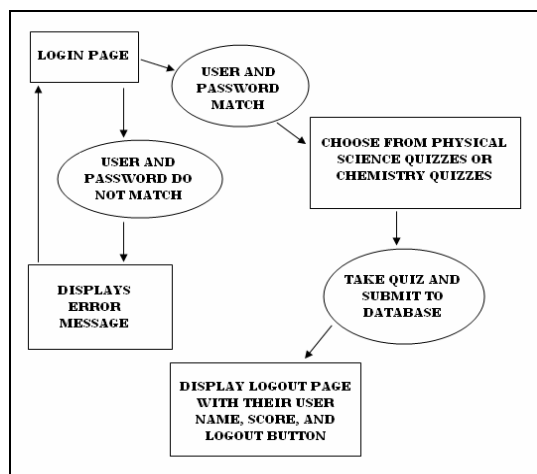 LOGIN PAGE
USER AND
PASSWORD
MATCH
CHOOSE FROM PHYSICAL
SCIENCE QUIZZES OR
CHEMISTRY QUIZZES
USER AND
PASSWORD DO
NOT MATCH
DISPLAYS
ERROR
MESSAGE
TAKE QUIZ AND
SUBMIT TO
DATABASE
DISPLAY LOGOUT PAGE
WITH THEIR USER
NAME, SCORE, AND
LOGOUT BUTTON